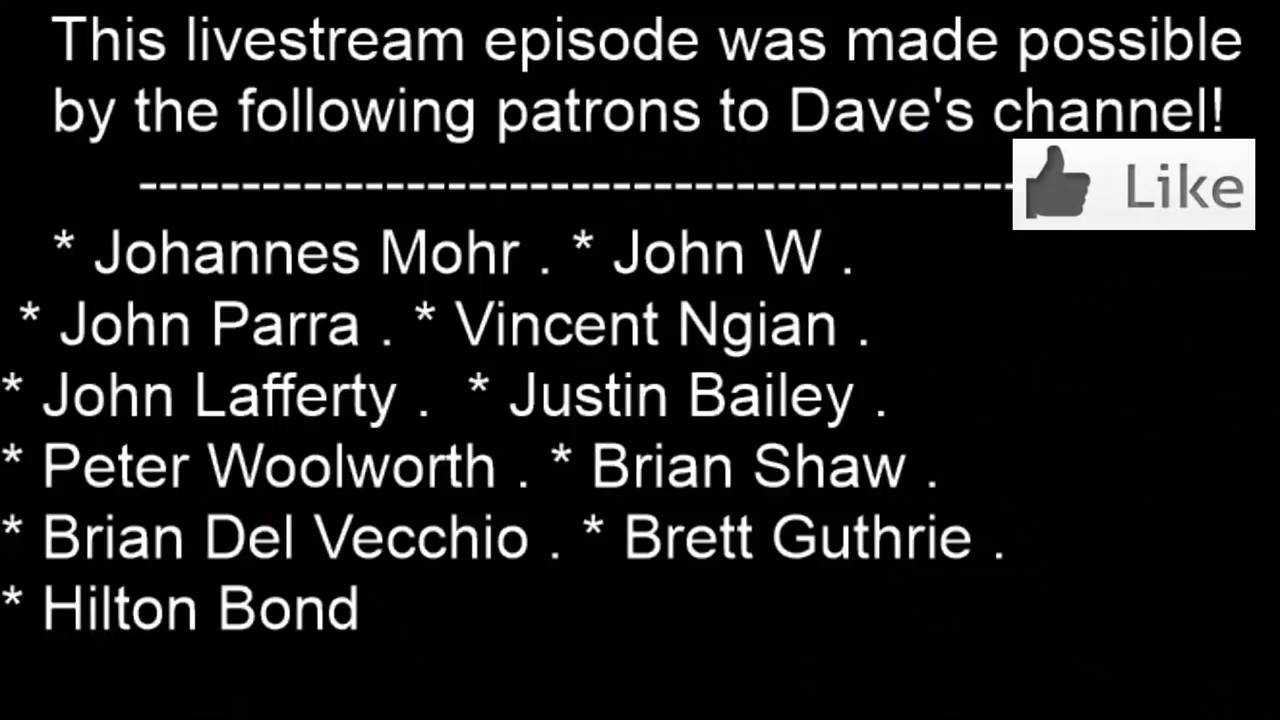 This livestream episode was made possible
by the following patrons to Dave's channel!
---------------------------------------------------
Like
* Johannes Mohr . * John W .
* John Parra . * Vincent Ngian .
* John Lafferty . * Justin Bailey .
* Peter Woolworth . * Brian Shaw .
* Brian Del Vecchio . * Brett Guthrie .
* Hilton Bond